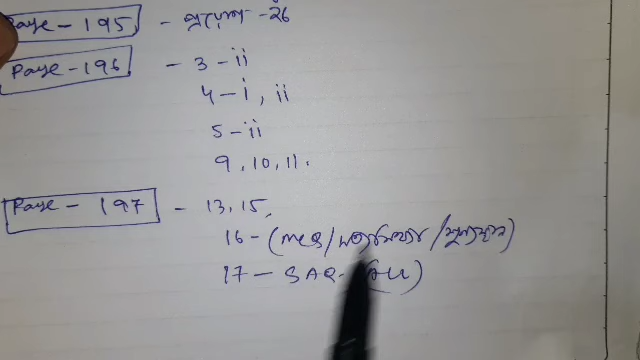 Page - 195 - প্রয়োগ - 26
Page - 196 - 3 - ii
4 - i, ii
5 - ii
9, 10, 11.
Page - 197 - 13, 15,
16 - (MCQ/
17 - SAQ -